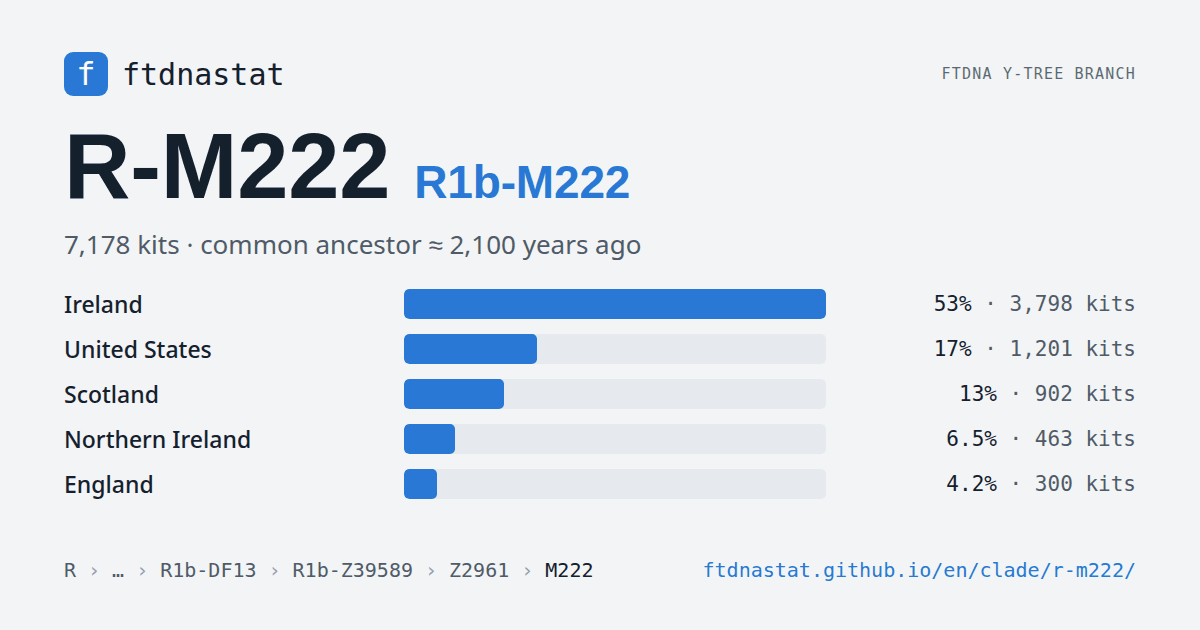 f ftdnastat
FTDNA Y-TREE BRANCH
R-M222 R1b-M222
7,178 kits · common ancestor ≈ 2,100 years ago
Ireland 53% · 3,798 kits
United States 17% · 1,201 kits
Scotland 13% · 902 kits
Northern Ireland 6.5% · 463 kits
England 4.2% · 300 kits
R › … › R1b-DF13 › R1b-Z39589 › Z2961 › M222
ftdnastat.github.io/en/clade/r-m222/